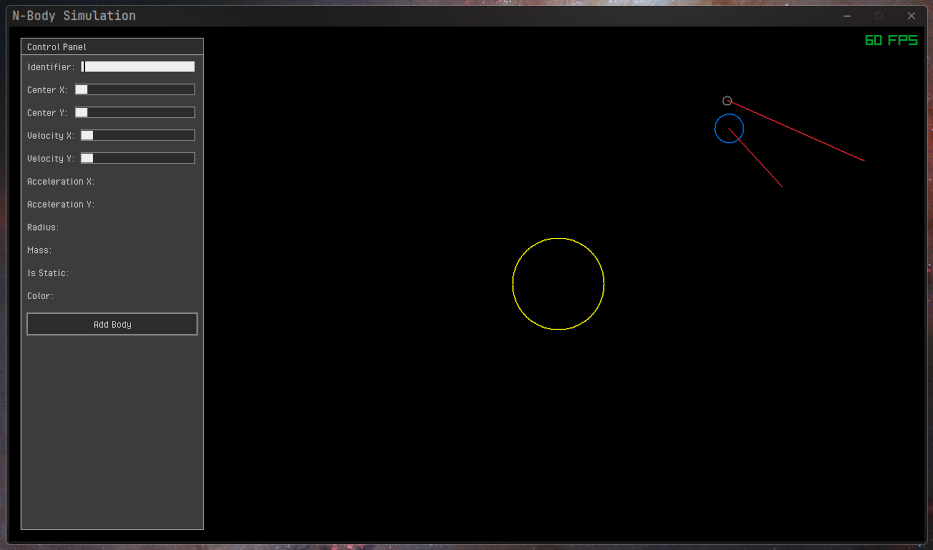 N-Body Simulation
60 FPS
Control Panel
Identifier:
Center X:
Center Y:
Velocity X:
Velocity Y:
Acceleration X:
Acceleration Y:
Radius:
Mass:
Is Static:
Color:
Add Body